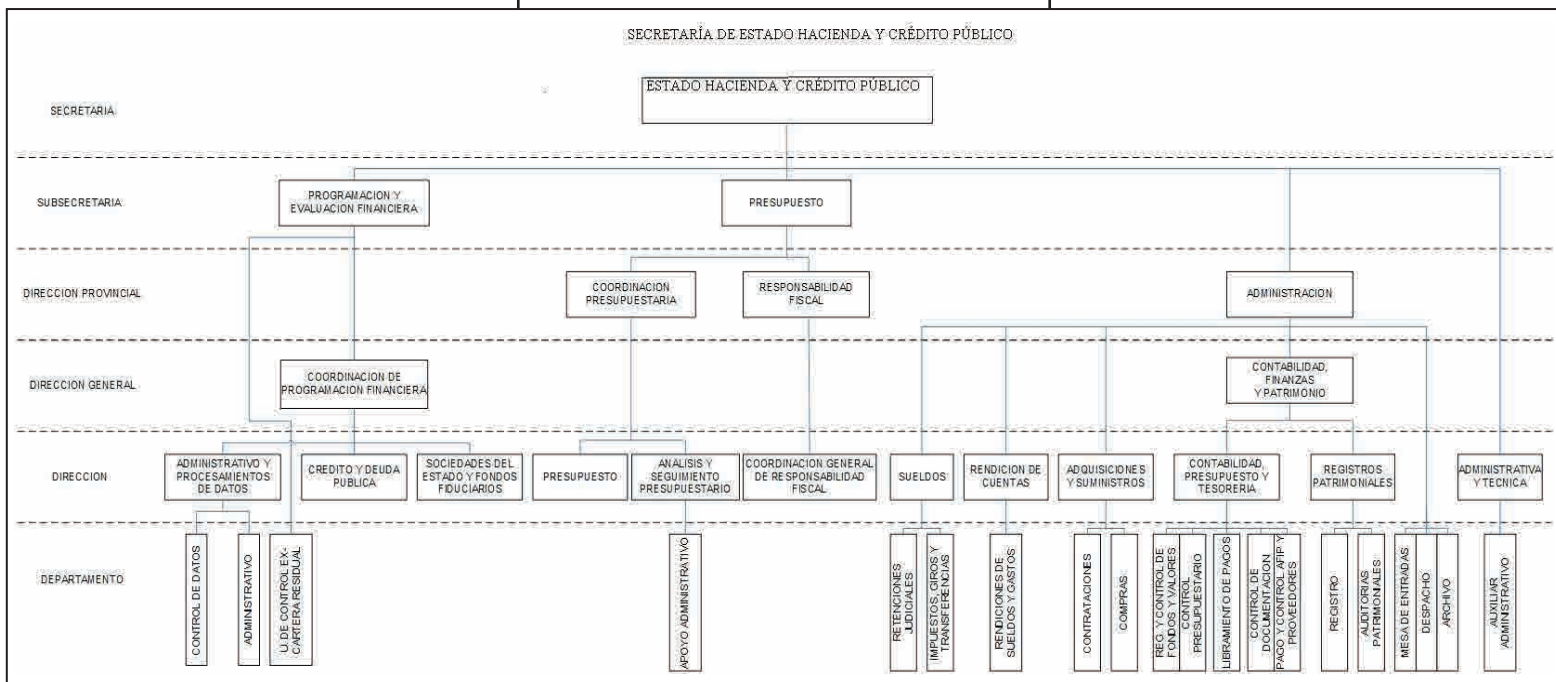 SECRETARÍA DE ESTADO HACIENDA Y CRÉDITO PÚBLICO
ESTADO HACIENDA Y CRÉDITO PÚBLICO
SECRETARIA
SUBSECRETARIA
PROGRAMACION Y
EVALUACION FINANCIERA
PRESUPUESTO
DIRECCION PROVINCIAL
COORDINACION
PRESUPUESTARIA
RESPONSABILIDAD
FISCAL
ADMINISTRACION
DIRECCION GENERAL
COORDINACION DE
PROGRAMACION FINANCIERA
CONTABILIDAD,
FINANZAS
Y PATRIMONIO
DIRECCION
ADMINISTRATIVO Y
PROCESAMIENTOS
DE DATOS
CREDITO Y DEUDA
PUBLICA
SOCIEDADES DEL
ESTADO Y FONDOS
FIDUCIARIOS
PRESUPUESTO
ANALISIS Y
SEGUIMIENTO
PRESUPUESTARIO
COORDINACION GENERAL
DE RESPONSABILIDAD
FISCAL
SUELDOS
RENDICION DE
CUENTAS
ADQUISICIONES
Y SUMINISTROS
CONTABILIDAD,
PRESUPUESTO Y
TESORERIA
REGISTROS
PATRIMONIALES
ADMINISTRATIVA
Y TECNICA
DEPARTAMENTO
CONTROL DE DATOS
ADMINISTRATIVO
U. DE CONTROL EX-
CARTERA RESIDUAL
APOYO ADMINISTRATIVO
RETENCIONES
JUDICIALES
IMPUESTOS, GIROS Y
TRANSFERENCIAS
RENDICIONES DE
SUELDOS Y GASTOS
CONTRATACIONES
COMPRAS
REG. Y CONTROL DE
FONDOS Y VALORES
CONTROL
PRESUPUESTARIO
LIBRAMIENTO DE PAGOS
CONTROL DE
DOCUMENTACION
PAGO Y CONTROL AFIP Y
PROVEEDORES
REGISTRO
AUDITORIAS
PATRIMONIALES
MESA DE ENTRADAS
DESPACHO
ARCHIVO
AUXILIAR
ADMINISTRATIVO